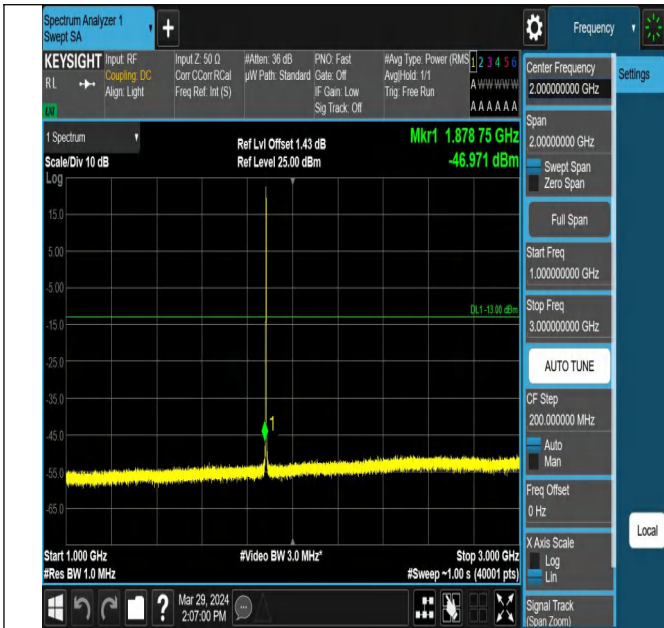 Spectrum Analyzer 1
Swept SA
Frequency
KEYSIGHT
RL
LXI
Input: RF
Coupling: DC
Align: Light
Input Z: 50 Ω
Corr CCorr RCal
Freq Ref: Int (S)
#Atten: 36 dB
µW Path: Standard
PNO: Fast
Gate: Off
IF Gain: Low
Sig Track: Off
#Avg Type: Power (RMS
Avg|Hold: 1/1
Trig: Free Run
1 2 3 4 5 6
A W W W W W
A A A A A A
1 Spectrum
Scale/Div 10 dB
Log
Ref Lvl Offset 1.43 dB
Ref Level 25.00 dBm
Mkr1 1.878 75 GHz
-46.971 dBm
15.0
5.00
-5.00
DL1 -13.00 dBm
-15.0
-25.0
-35.0
1
-45.0
-55.0
-65.0
Start 1.000 GHz
#Video BW 3.0 MHz*
Stop 3.000 GHz
#Res BW 1.0 MHz
#Sweep ~1.00 s (40001 pts)
Mar 29, 2024
2:07:00 PM
Center Frequency
2.00000000 GHz
Settings
Span
2.00000000 GHz
Swept Span
Zero Span
Full Span
Start Freq
1.000000000 GHz
Stop Freq
3.000000000 GHz
AUTO TUNE
CF Step
200.000000 MHz
Auto
Man
Freq Offset
0 Hz
Local
X Axis Scale
Log
Lin
Signal Track
(Span Zoom)